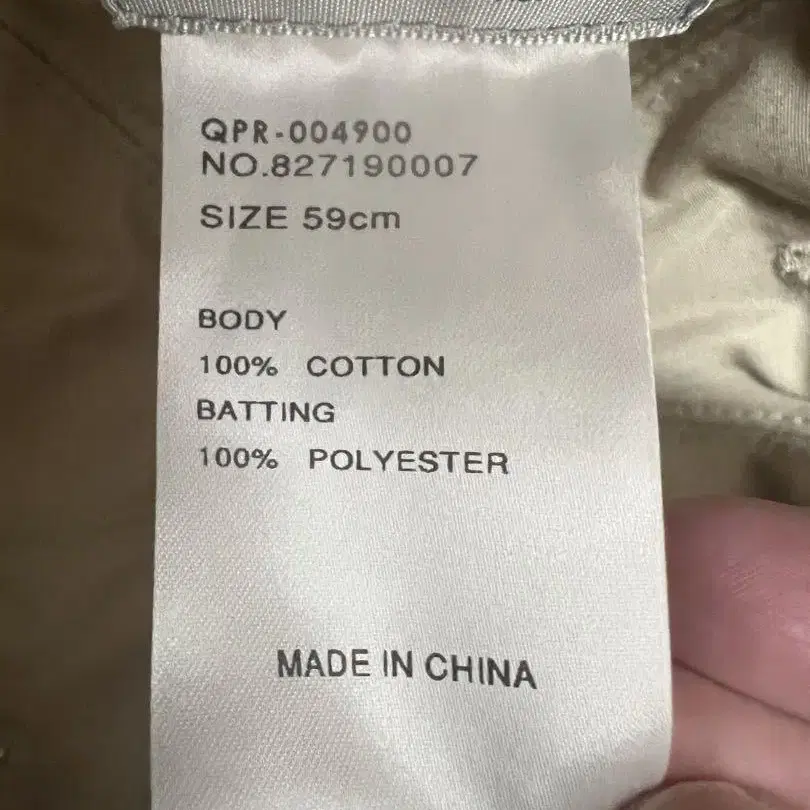 QPR-004900
NO.827190007
SIZE 59cm
BODY
100% COTTON
BATTING
100% POLYESTER
MADE IN CHINA